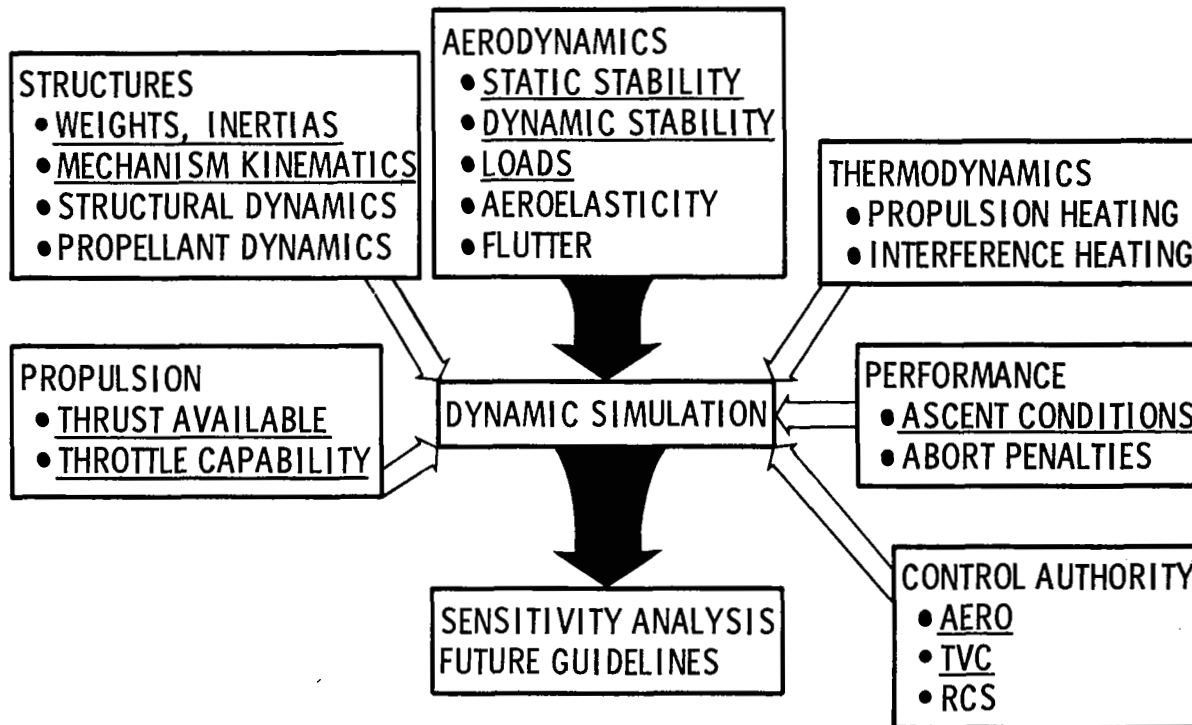 STRUCTURES
• WEIGHTS, INERTIAS
• MECHANISM KINEMATICS
• STRUCTURAL DYNAMICS
• PROPELLANT DYNAMICS
AERODYNAMICS
• STATIC STABILITY
• DYNAMIC STABILITY
• LOADS
• AEROELASTICITY
• FLUTTER
THERMODYNAMICS
• PROPULSION HEATING
• INTERFERENCE HEATING
PROPULSION
• THRUST AVAILABLE
• THROTTLE CAPABILITY
DYNAMIC SIMULATION
PERFORMANCE
• ASCENT CONDITIONS
• ABORT PENALTIES
SENSITIVITY ANALYSIS
FUTURE GUIDELINES
CONTROL AUTHORITY
• AERO
• TVC
• RCS